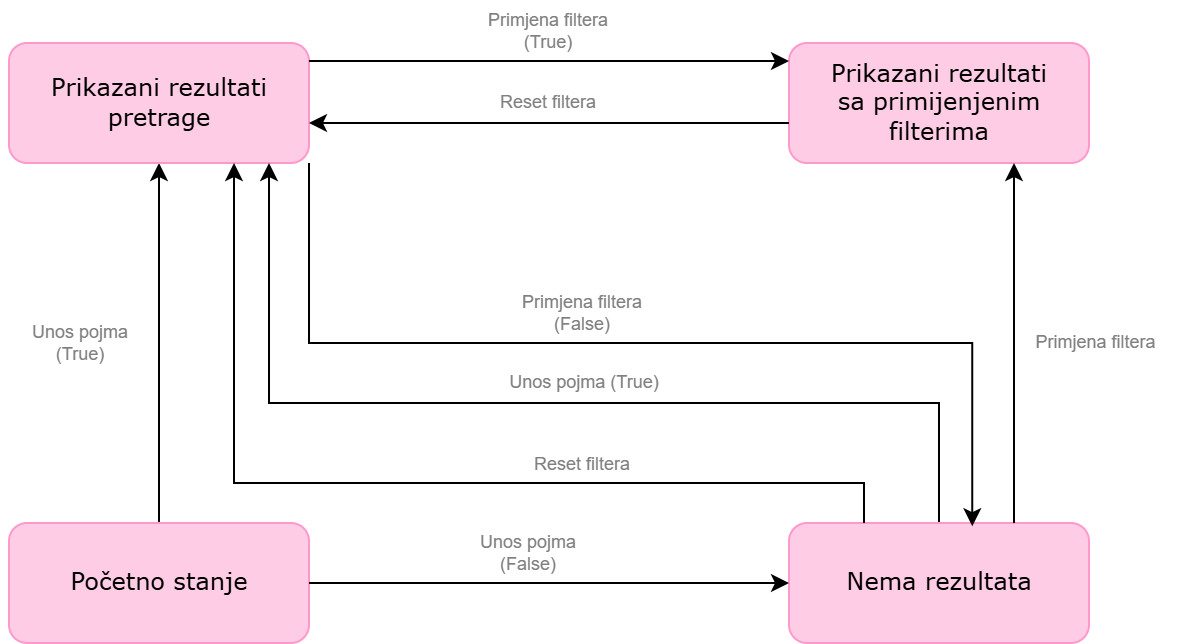 Primjena filtera
(True)
Prikazani rezultati
pretrage
Prikazani rezultati
sa primijenjenim
filterima
Reset filtera
Unos pojma
(True)
Primjena filtera
(False)
Primjena filtera
Unos pojma (True)
Reset filtera
Unos pojma
(False)
Početno stanje
Nema rezultata